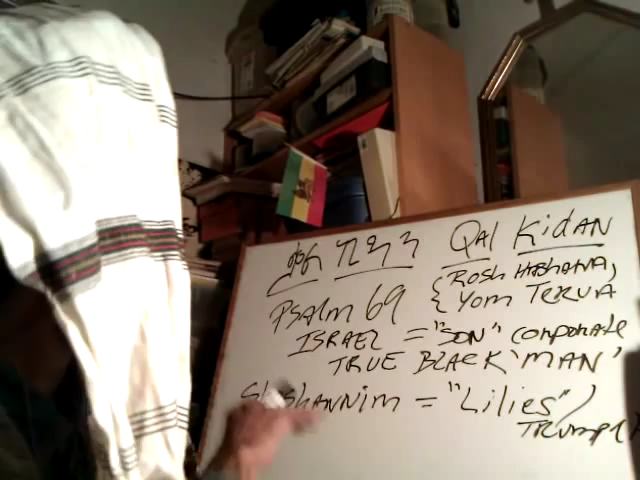 ቃል ኪዳን Qal Kidan
Psalm 69 { Rosh Hashana,
Yom Terua
ISRAEL = "SON" corporate
TRUE BLACK 'MAN'
Shoshannim = "Lilies" /